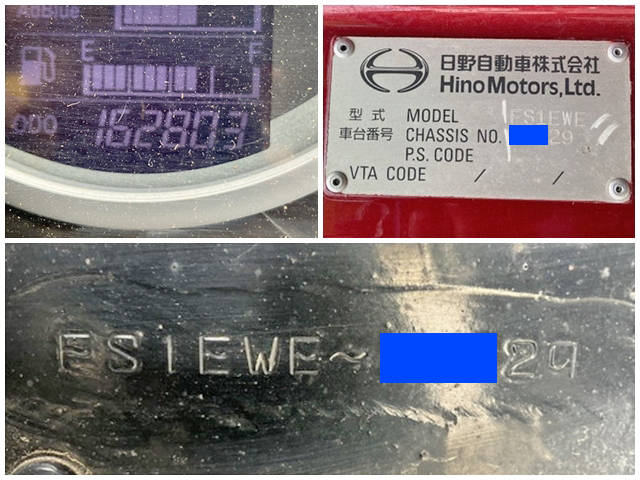 AdBlue
E F
ODO 162803
日野自動車株式会社
Hino Motors, Ltd.
型式 MODEL FS1EWE
車台番号 CHASSIS NO. 29
P.S. CODE
VTA CODE / /
FS1EWE~ 29